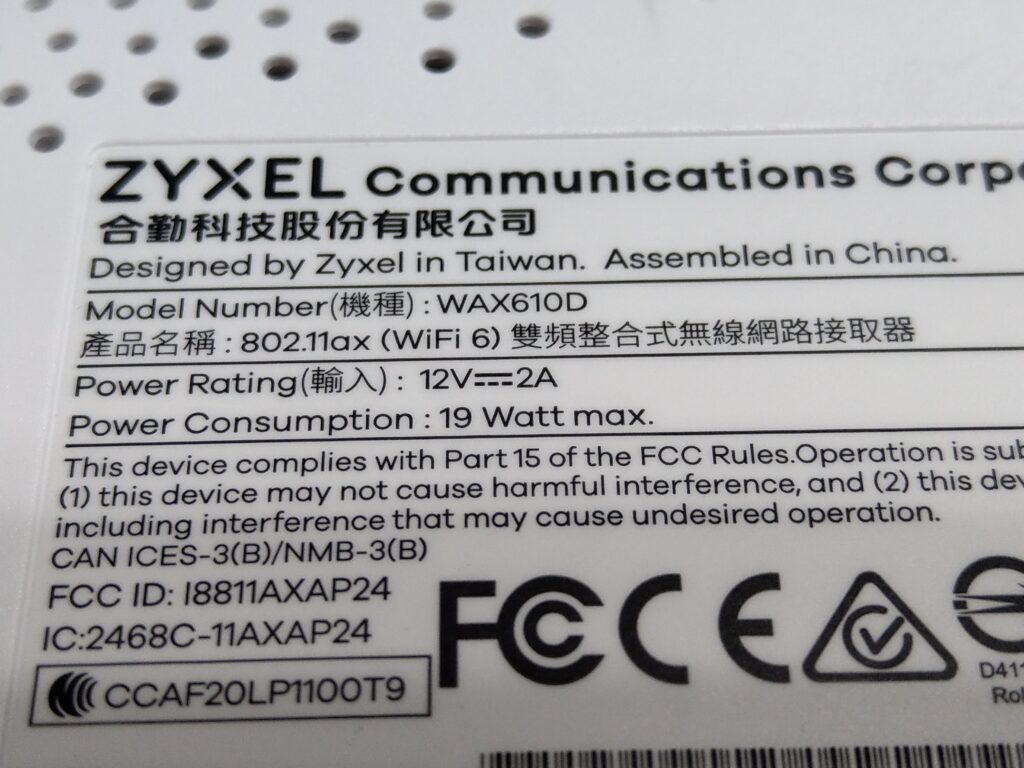 ZYXEL Communications
合勤科技股份有限公司
Designed by Zyxel in Taiwan. Assembled in China.
Model Number(機種) : WAX610D
產品名稱 : 802.11ax (WiFi 6) 雙頻整合式無線網路接取器
Power Rating(輸入) : 12V⎓2A
Power Consumption : 19 Watt max.
This device complies with Part 15 of the FCC Rules.Operation is
(1) this device may not cause harmful interference, and (2) this
including interference that may cause undesired operation.
CAN ICES-3(B)/NMB-3(B)
FCC ID: I8811AXAP24
IC:2468C-11AXAP24
CCAF20LP1100T9
FC CE